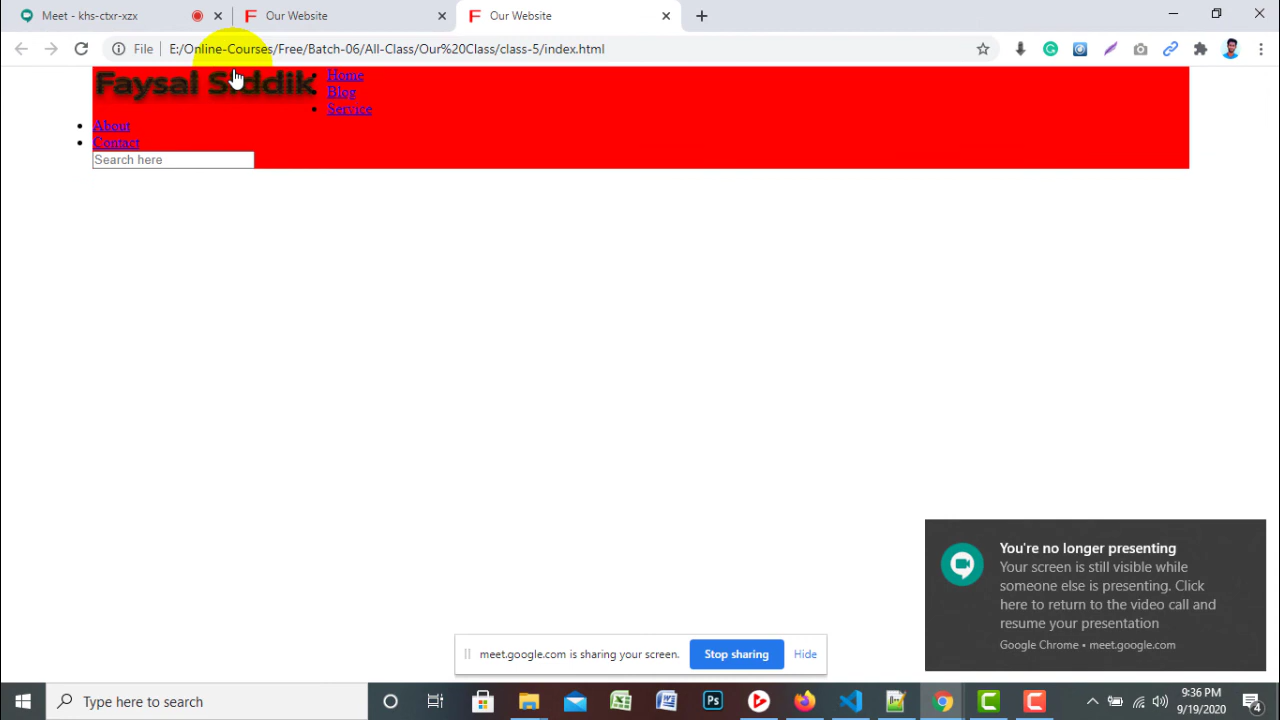 Meet - khs-ctxr-xzx
Our Website
Our Website
File
E:/Online-Courses/Free/Batch-06/All-Class/Our%20Class/class-5/index.html
Faysal Siddik
Home
Blog
Service
About
Contact
Search here
You're no longer presenting
Your screen is still visible while
someone else is presenting. Click
here to return to the video call and
resume your presentation
Google Chrome • meet.google.com
meet.google.com is sharing your screen.
Stop sharing
Hide
Type here to search
9:36 PM
9/19/2020
4